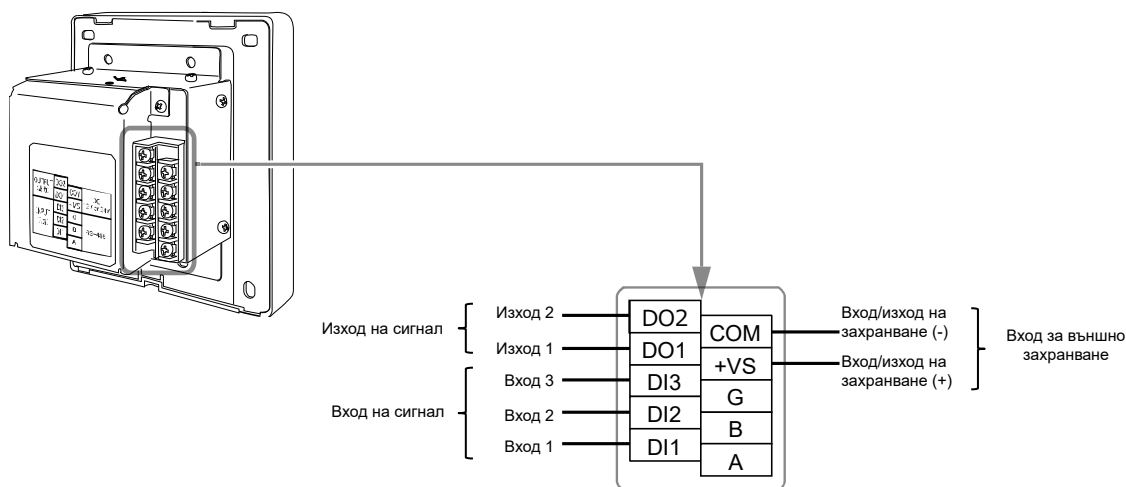 DO2
DO1
DI3
DI2
DI1
COM
+VS
G
B
A
Изход на сигнал
Изход 2
Изход 1
Вход на сигнал
Вход 3
Вход 2
Вход 1
Вход/изход на
захранване (-)
Вход/изход на
захранване (+)
Вход за външно
захранване